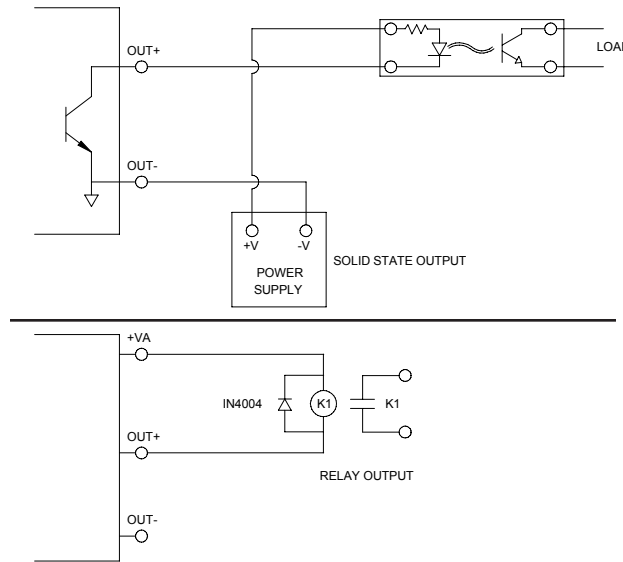 OUT+
LOAD
OUT-
+V
-V
POWER
SUPPLY
SOLID STATE OUTPUT
+VA
IN4004
K1
K1
OUT+
RELAY OUTPUT
OUT-